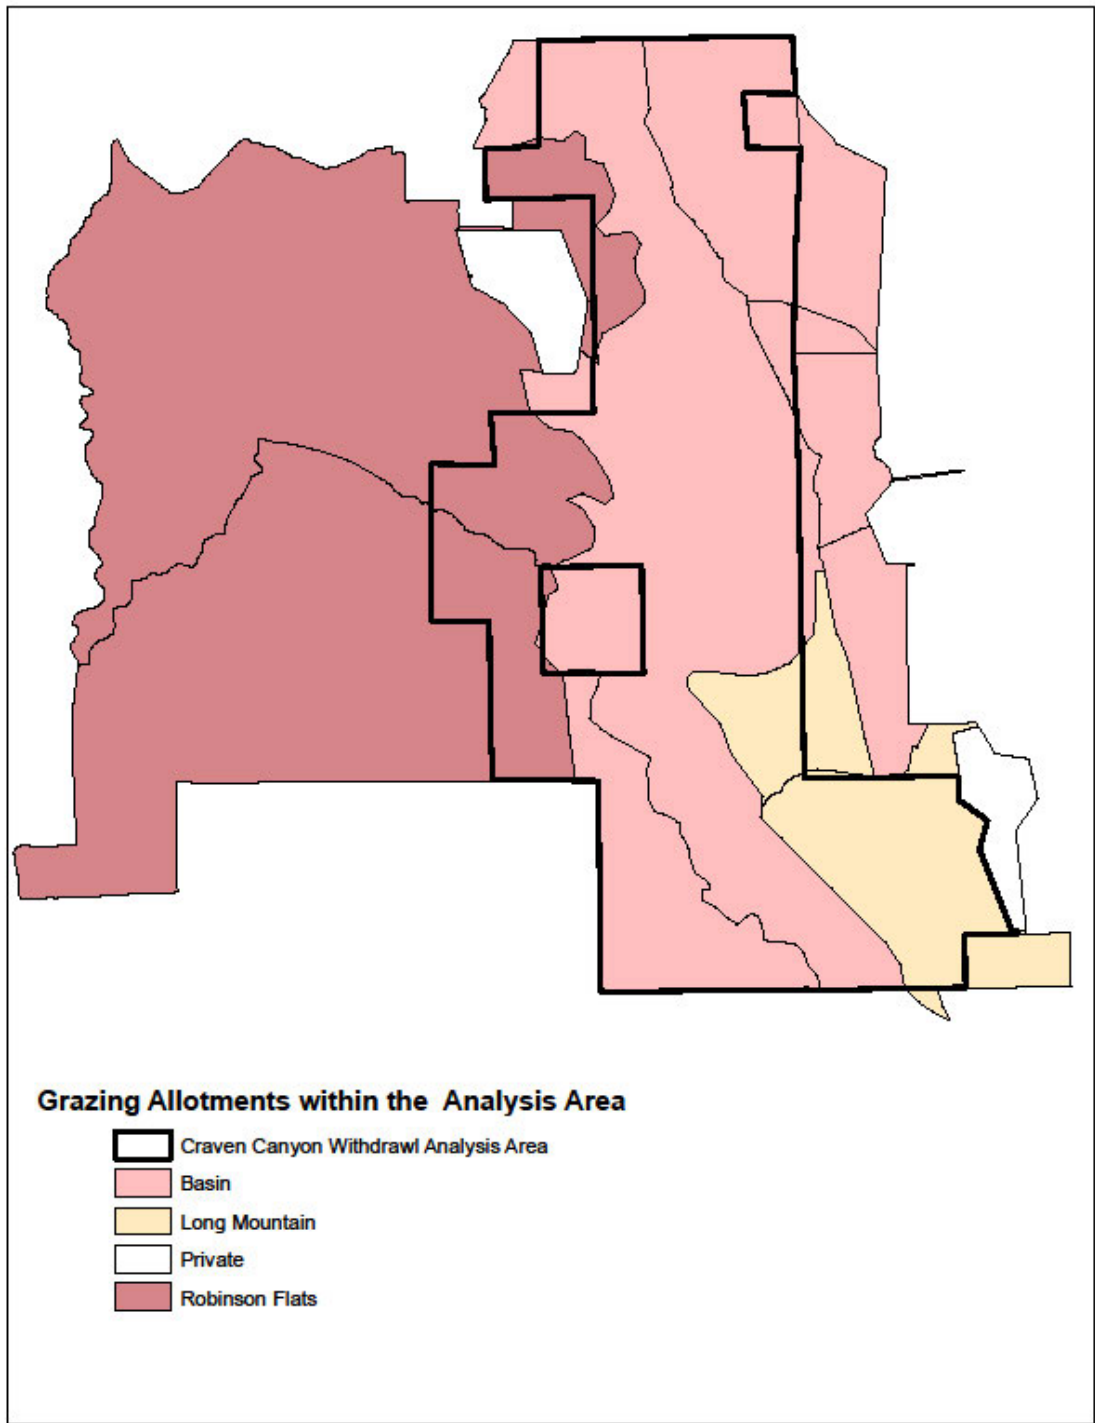 Grazing Allotments within the Analysis Area
Craven Canyon Withdrawl Analysis Area
Basin
Long Mountain
Private
Robinson Flats